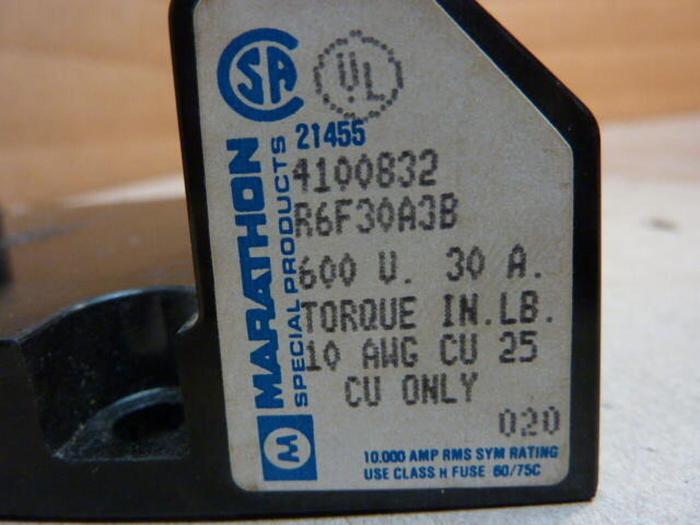 SA
UL
21455
4100832
R6F30A3B
600 V. 30 A.
TORQUE IN.LB.
10 AWG CU 25
CU ONLY
020
10,000 AMP RMS SYM RATING
USE CLASS H FUSE 60/75C
M MARATHON
SPECIAL PRODUCTS